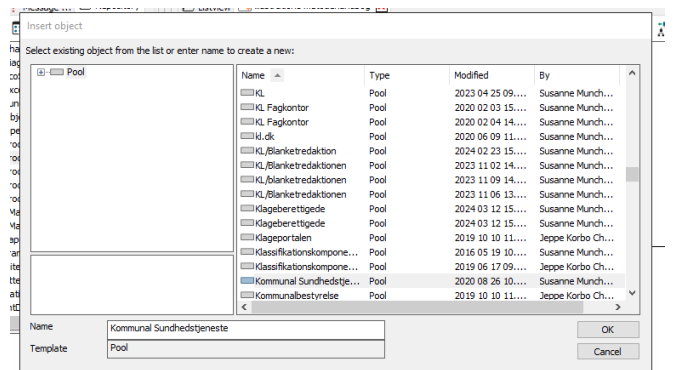 Insert object
Select existing object from the list or enter name to create a new:
Pool
Name Type Modified By
KL Pool 2023 04 25 09.... Susanne Munch...
KL Fagkontor Pool 2020 02 03 15.... Susanne Munch...
KL Fagkontor Pool 2020 02 04 14.... Susanne Munch...
kl.dk Pool 2020 06 09 11.... Susanne Munch...
KL/Blanketredaktion Pool 2024 02 23 15.... Susanne Munch...
KL/Blanketredaktionen Pool 2023 11 02 14.... Susanne Munch...
KL/blanketredaktionen Pool 2023 11 09 14.... Susanne Munch...
KL/Blanketredaktionen Pool 2023 11 06 13.... Susanne Munch...
Klageberettigede Pool 2024 03 12 15.... Susanne Munch...
Klageberettigede Pool 2024 03 12 15.... Susanne Munch...
Klageportalen Pool 2019 10 10 11.... Jeppe Korbo Ch...
Klassifikationskompone... Pool 2016 05 19 10.... Susanne Munch...
Klassifikationskompone... Pool 2019 06 17 09.... Susanne Munch...
Kommunal Sundhedstje... Pool 2020 08 26 10.... Susanne Munch...
Kommunalbestyrelse Pool 2019 10 10 11.... Jeppe Korbo Ch...
Name Kommunal Sundhedstjeneste
OK
Template Pool
Cancel